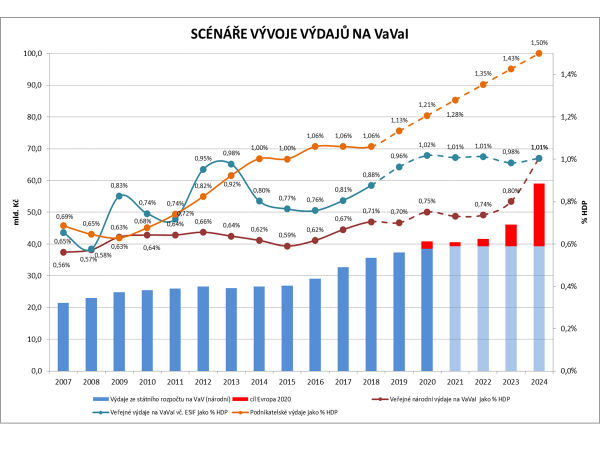 SCÉNÁŘE VÝVOJE VÝDAJŮ NA VaVaI
100,0
90,0
80,0
70,0
60,0
50,0
40,0
30,0
20,0
10,0
0,0
mld. Kč
1,4%
1,2%
1,0%
0,8%
0,6%
0,4%
0,2%
0,0%
% HDP
0,69% 0,65% 0,63% 0,68% 0,72% 0,82% 0,92% 1,00% 1,00% 1,06% 1,06% 1,06% 1,13% 1,21% 1,28% 1,35% 1,43% 1,50%
0,65% 0,58% 0,83% 0,74% 0,74% 0,95% 0,98% 0,80% 0,77% 0,76% 0,81% 0,88% 0,96% 1,02% 1,01% 1,01% 0,98% 1,01%
0,56% 0,57% 0,63% 0,64% 0,64% 0,66% 0,64% 0,62% 0,59% 0,62% 0,67% 0,71% 0,70% 0,75% 0,74% 0,80%
2007 2008 2009 2010 2011 2012 2013 2014 2015 2016 2017 2018 2019 2020 2021 2022 2023 2024
Výdaje ze státního rozpočtu na VaV (národní) cíl Evropa 2020 Veřejné národní výdaje na VaVaI jako % HDP
Veřejné výdaje na VaVaI vč. ESIF jako % HDP Podnikatelské výdaje jako % HDP